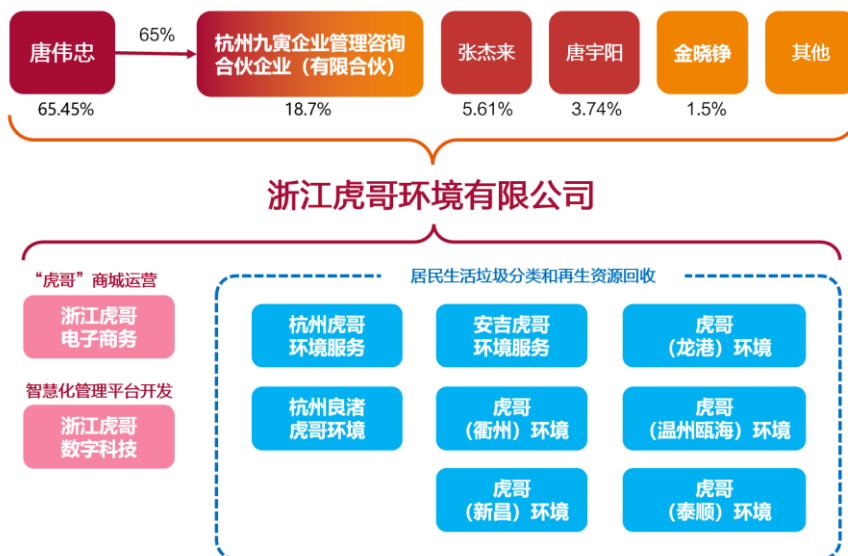 唐伟忠
65%
杭州九寅企业管理咨询
合伙企业（有限合伙）
张杰来
唐宇阳
金晓铮
其他
65.45%
18.7%
5.61%
3.74%
1.5%
浙江虎哥环境有限公司
“虎哥”商城运营
浙江虎哥
电子商务
智慧化管理平台开发
浙江虎哥
数字科技
居民生活垃圾分类和再生资源回收
杭州虎哥
环境服务
安吉虎哥
环境服务
虎哥
（龙港）环境
杭州良渚
虎哥环境
虎哥
（衢州）环境
虎哥
（温州瓯海）环境
虎哥
（新昌）环境
虎哥
（泰顺）环境